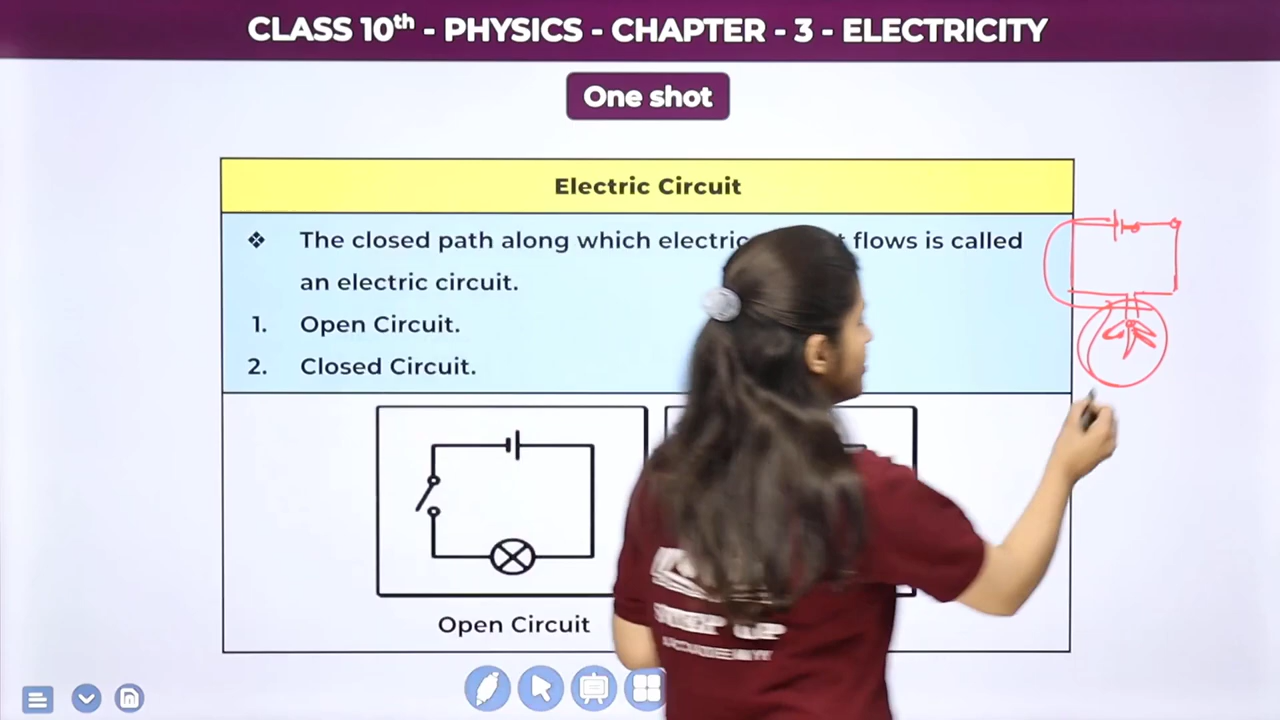 CLASS 10th - PHYSICS - CHAPTER - 3 - ELECTRICITY
One shot
Electric Circuit
❖ The closed path along which electric flows is called
an electric circuit.
1. Open Circuit.
2. Closed Circuit.
Open Circuit